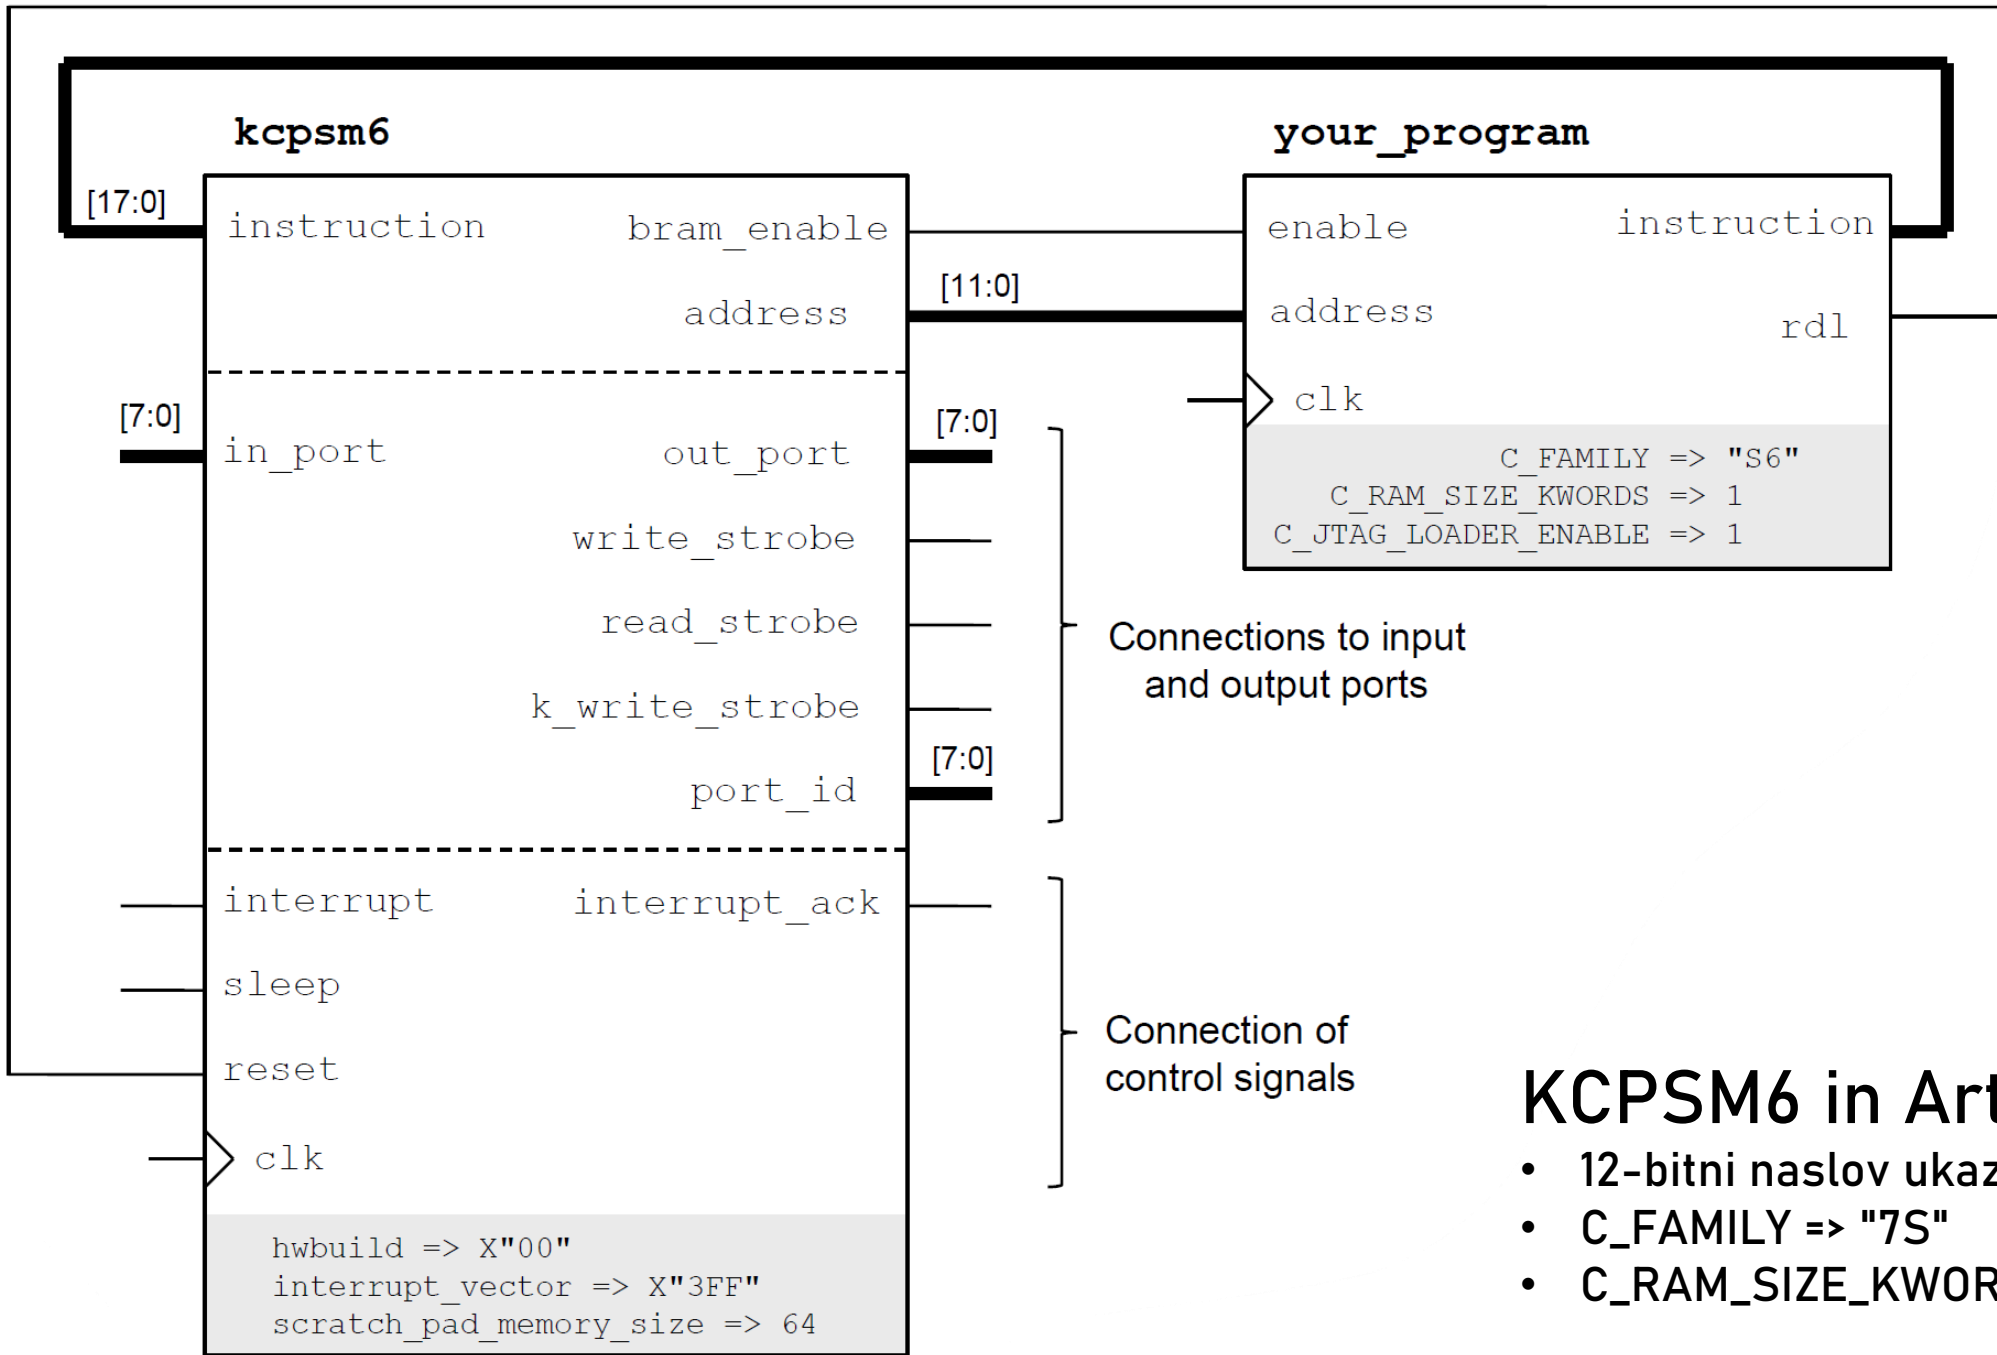 kcpsm6
your_program
[17:0]
instruction
bram_enable
enable
instruction
[11:0]
address
address
rdl
clk
[7:0]
[7:0]
in_port
out_port
C_FAMILY => "S6"
C_RAM_SIZE_KWORDS => 1
C_JTAG_LOADER_ENABLE => 1
write_strobe
read_strobe
Connections to input
and output ports
k_write_strobe
[7:0]
port_id
interrupt
interrupt_ack
sleep
Connection of
control signals
reset
clk
KCPSM6 in Art
• 12-bitni naslov ukaz
• C_FAMILY => "7S"
• C_RAM_SIZE_KWOR
hwbuild => X"00"
interrupt_vector => X"3FF"
scratch_pad_memory_size => 64